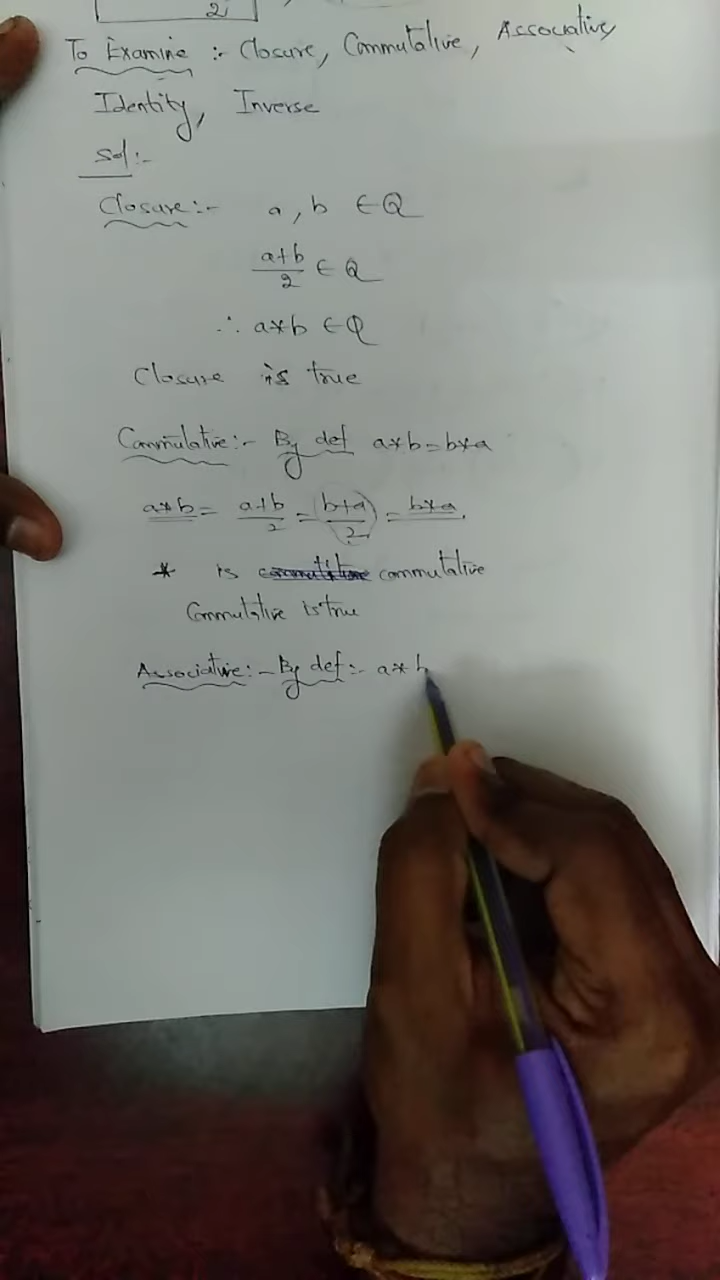 2
To Examine :- Closure, Commutative, Associative,
Identity, Inverse
Sol:-
Closure:- a, b ∈ Q
a+b/2 ∈ Q
∴ a*b ∈ Q
Closure is true
Commutative:- By def a*b=b*a
a*b = a+b/2 = b+a/2 = b*a.
* is commutative
Commutative is true
Associative:- By def:- a* b